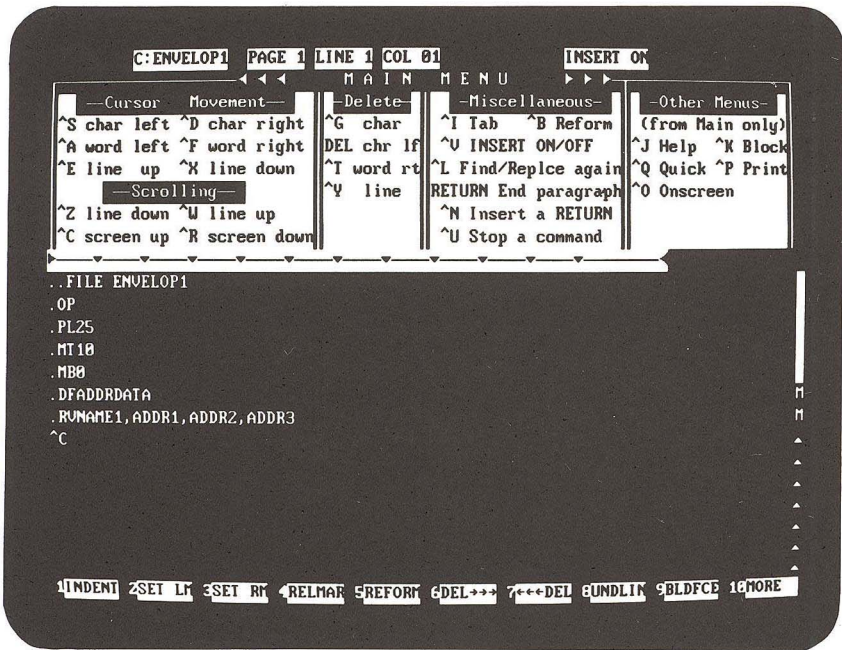 C:ENVELOP1 PAGE 1 LINE 1 COL 01 INSERT ON
MAIN MENU
—Cursor Movement— —Delete— —Miscellaneous— —Other Menus—
^S char left ^D char right ^G char ^I Tab ^B Reform (from Main only)
^A word left ^F word right DEL chr lf ^V INSERT ON/OFF ^J Help ^K Block
^E line up ^X line down ^T word rt ^L Find/Replce again ^Q Quick ^P Print
—Scrolling— ^Y line RETURN End paragraph ^O Onscreen
^Z line down ^W line up ^N Insert a RETURN
^C screen up ^R screen down ^U Stop a command
..FILE ENVELOP1
.OP
.PL25
.MT10
.MB0
.DFADDRDATA M
.RVNAME1,ADDR1,ADDR2,ADDR3 M
^C
1INDENT 2SET LM 3SET RM 4RELMAR 5REFORM 6DEL→→→ 7←←←DEL 8UNDLIN 9BLDFCE 10MORE